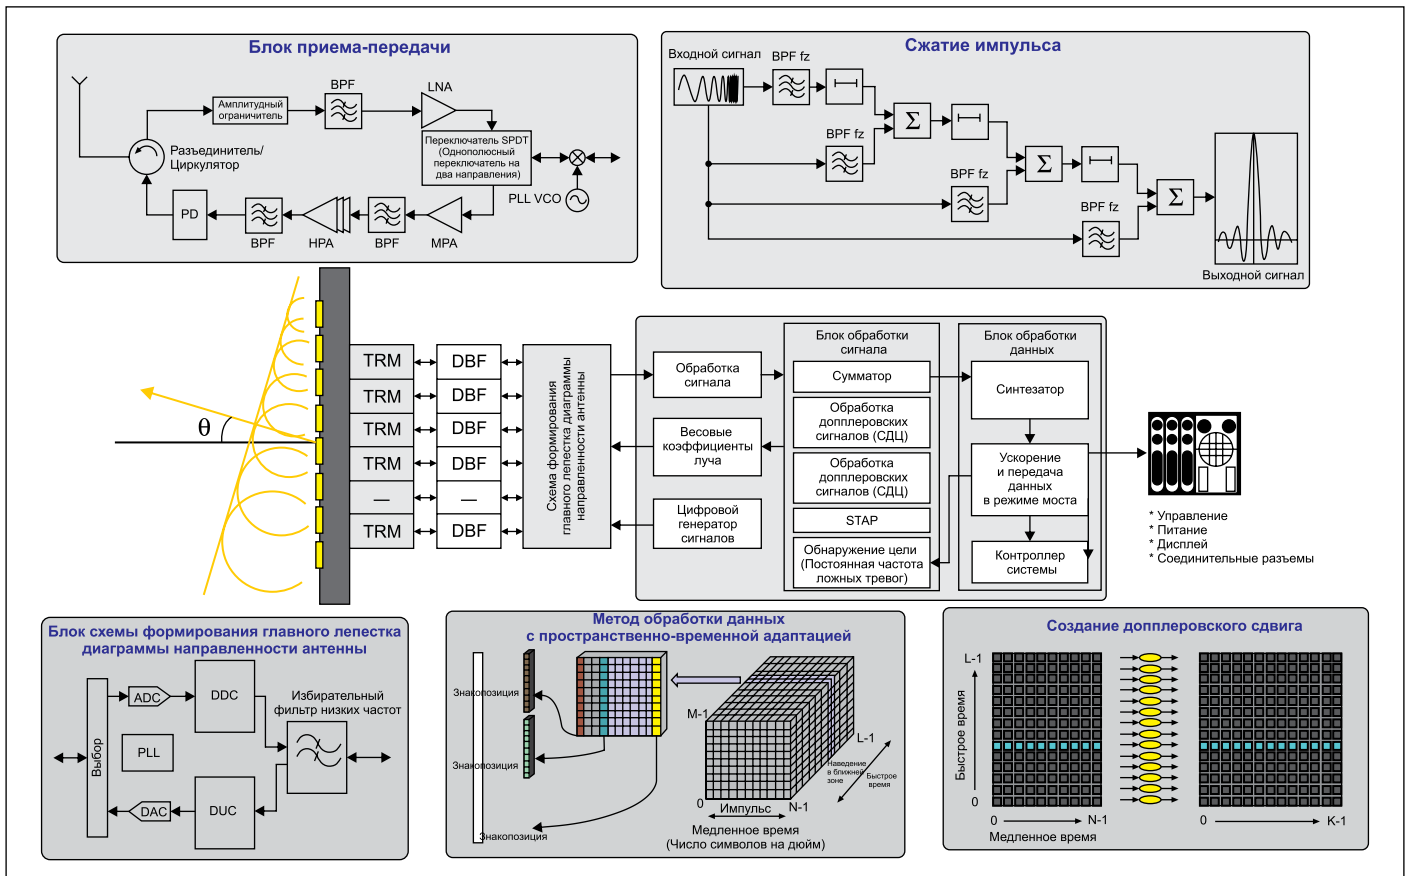 Блок приема-передачи
BPF
LNA
Амплитудный
ограничитель
Разъединитель/
Циркулятор
Переключатель SPDT
(Однополюсный
переключатель на
два направления)
PLL VCO
PD
BPF
HPA
BPF
MPA
Сжатие импульса
Входной сигнал
BPF fz
BPF fz
Σ
BPF fz
Σ
BPF fz
Σ
Выходной сигнал
θ
TRM
DBF
TRM
DBF
TRM
DBF
TRM
DBF
—
—
TRM
DBF
Схема формирования
главного лепестка диаграммы
направленности антенны
Обработка
сигнала
Весовые
коэффициенты
луча
Цифровой
генератор
сигналов
Блок обработки
сигнала
Сумматор
Обработка
допплеровских
сигналов (СДЦ)
Обработка
допплеровских
сигналов (СДЦ)
STAP
Обнаружение цели
(Постоянная частота
ложных тревог)
Блок обработки
данных
Синтезатор
Ускорение
и передача
данных
в режиме моста
Контроллер
системы
* Управление
* Питание
* Дисплей
* Соединительные разъемы
Блок схемы формирования главного лепестка
диаграммы направленности антенны
Выбор
ADC
DDC
PLL
DAC
DUC
Избирательный
фильтр низких частот
Метод обработки данных
с пространственно-временной адаптацией
Знакопозиция
Знакопозиция
Знакопозиция
M-1
L-1
0
Импульс
N-1
Наведение
в ближней
зоне
Быстрое
время
Медленное время
(Число символов на дюйм)
Создание допплеровского сдвига
L-1
Быстрое время
0
0
N-1
Медленное время
0
K-1